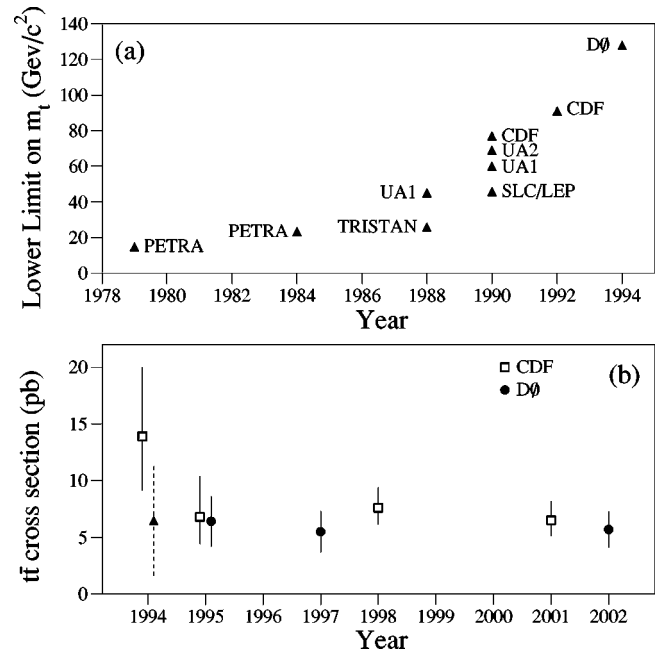 Lower Limit on m_t (Gev/c²)
140
120
100
80
60
40
20
0
(a)
DØ
CDF
CDF
UA2
UA1
UA1
SLC/LEP
PETRA
PETRA
TRISTAN
1978 1980 1982 1984 1986 1988 1990 1992 1994
Year
tt̄ cross section (pb)
20
15
10
5
0
CDF
DØ
(b)
1994 1995 1996 1997 1998 1999 2000 2001 2002
Year